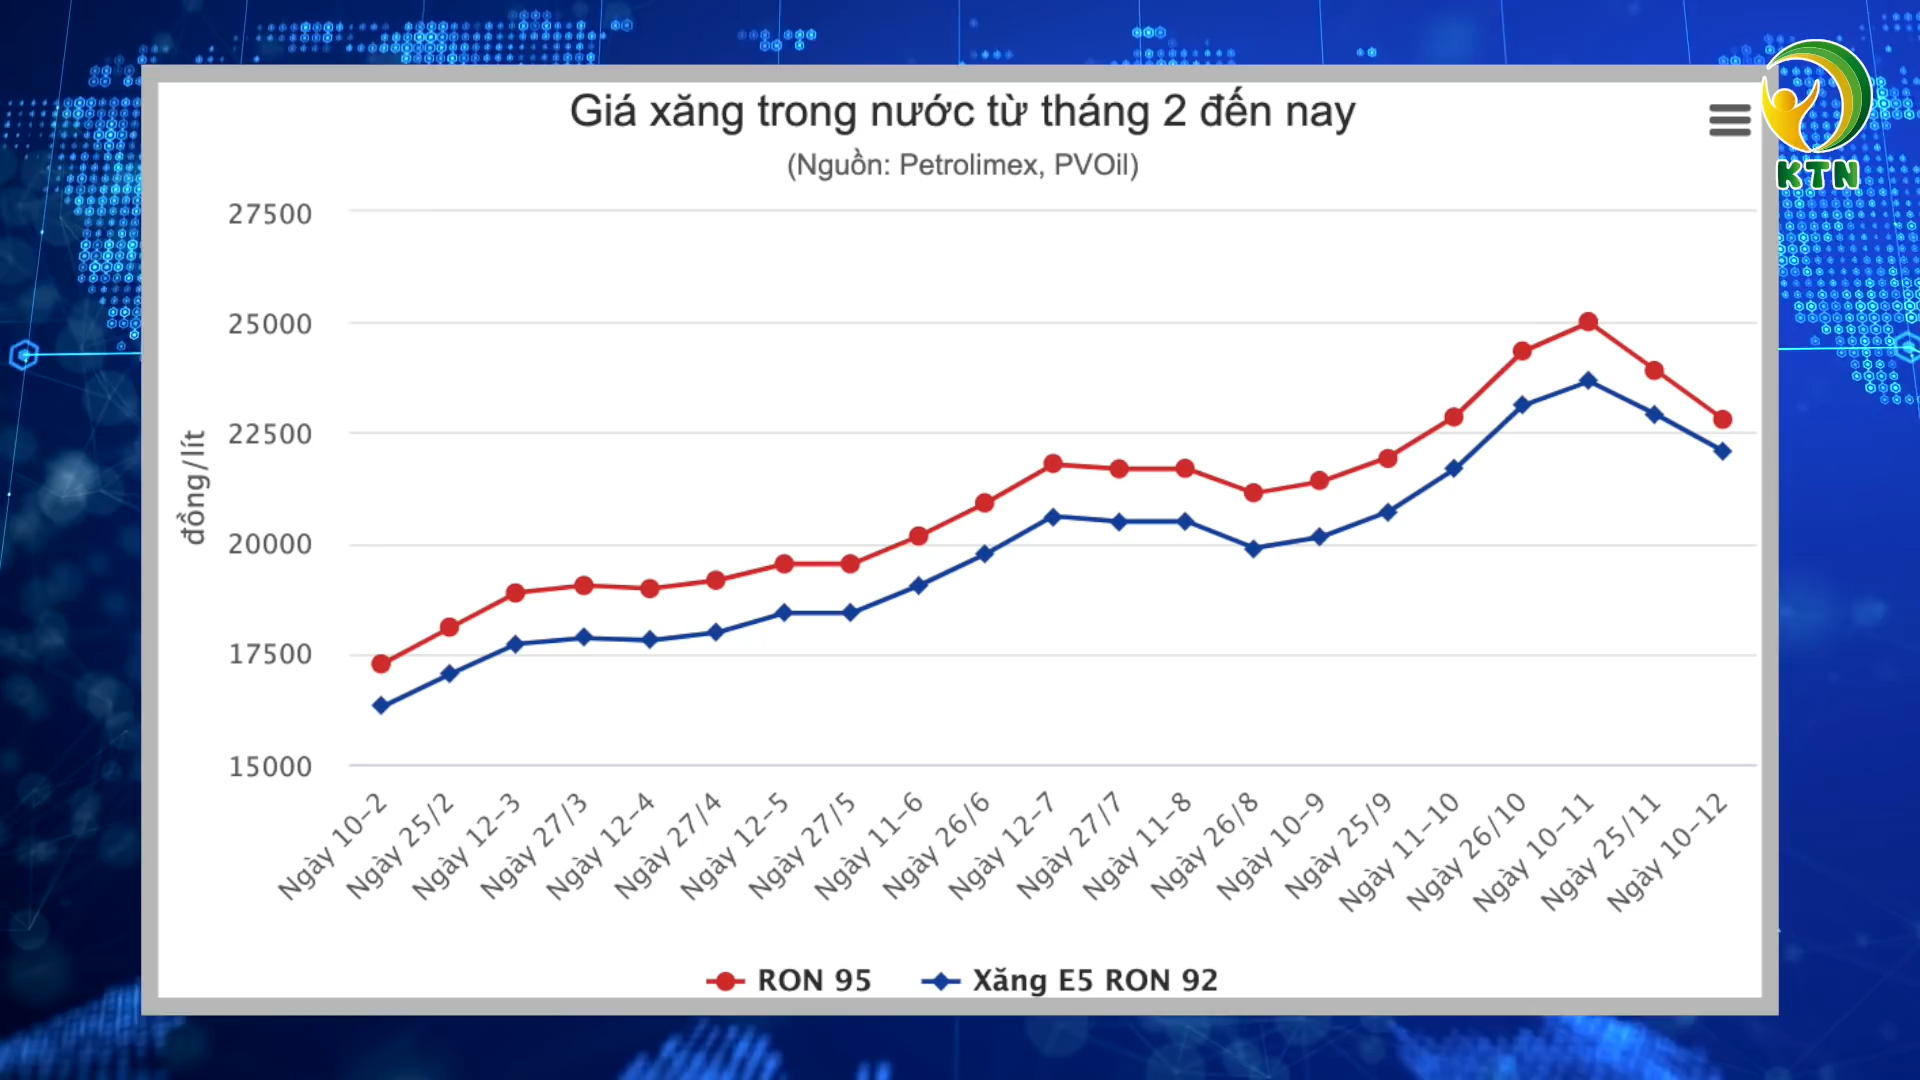 Giá xăng trong nước từ tháng 2 đến nay
(Nguồn: Petrolimex, PVOil)
KTN
đồng/lít
27500
25000
22500
20000
17500
15000
Ngày 10-2
Ngày 25/2
Ngày 12-3
Ngày 27/3
Ngày 12-4
Ngày 27/4
Ngày 12-5
Ngày 27/5
Ngày 11-6
Ngày 26/6
Ngày 12-7
Ngày 27/7
Ngày 11-8
Ngày 26/8
Ngày 10-9
Ngày 25/9
Ngày 11-10
Ngày 26/10
Ngày 10-11
Ngày 25/11
Ngày 10-12
RON 95
Xăng E5 RON 92